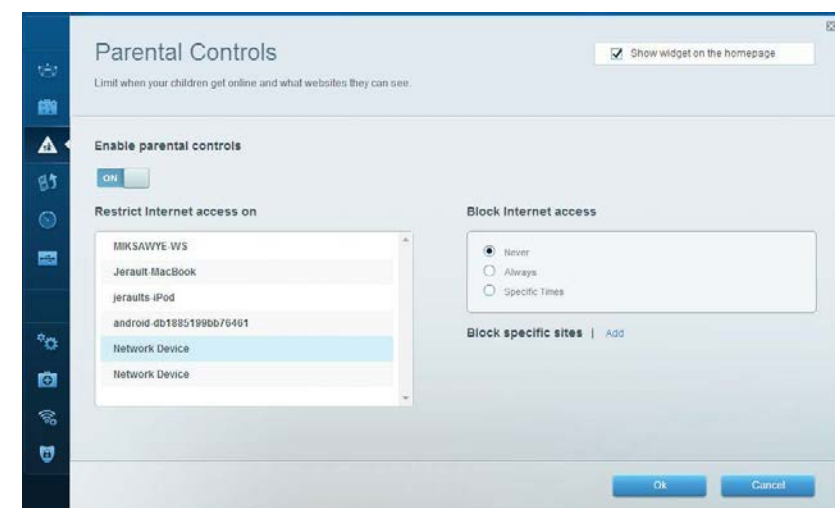 Parental Controls
Show widget on the homepage
Limit when your children get online and what websites they can see.
Enable parental controls
ON
Restrict Internet access on
Block Internet access
MIKSAWYE-WS
Jerault-MacBook
jeraults-iPod
android-db1885199bb76461
Network Device
Network Device
Never
Always
Specific Times
Block specific sites | Add
Ok
Cancel